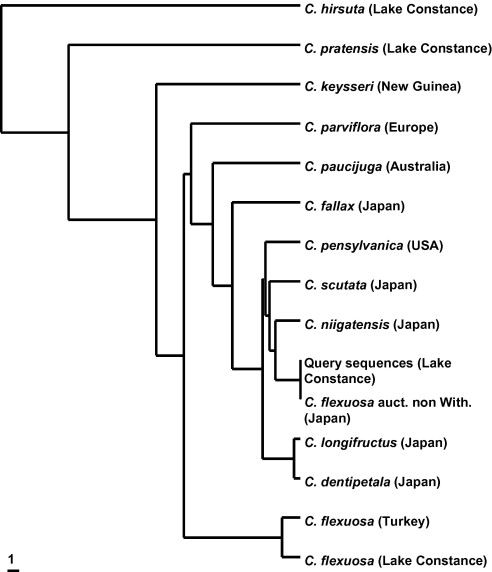 C. hirsuta (Lake Constance)
C. pratensis (Lake Constance)
C. keysseri (New Guinea)
C. parviflora (Europe)
C. paucijuga (Australia)
C. fallax (Japan)
C. pensylvanica (USA)
C. scutata (Japan)
C. niigatensis (Japan)
Query sequences (Lake
Constance)
C. flexuosa auct. non With.
(Japan)
C. longifructus (Japan)
C. dentipetala (Japan)
C. flexuosa (Turkey)
C. flexuosa (Lake Constance)
1